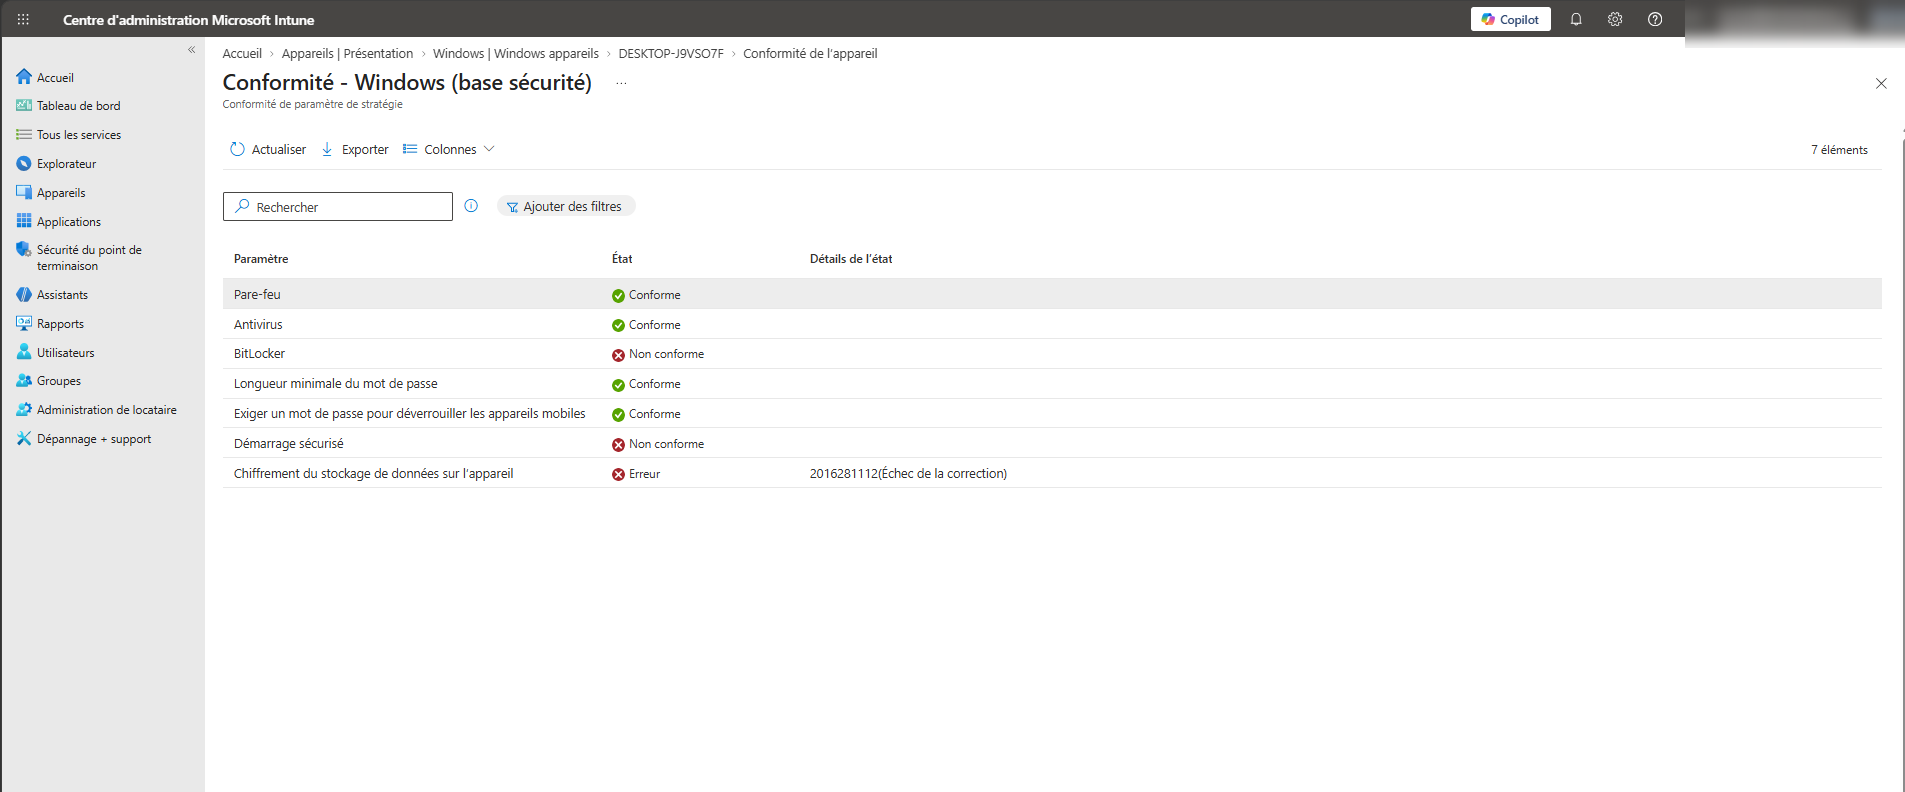 Centre d'administration Microsoft Intune
Copilot
Accueil › Appareils | Présentation › Windows | Windows appareils › DESKTOP-J9VSO7F › Conformité de l'appareil
Conformité - Windows (base sécurité) ...
Conformité de paramètre de stratégie
«
Accueil
Tableau de bord
Tous les services
Explorateur
Appareils
Applications
Sécurité du point de
terminaison
Assistants
Rapports
Utilisateurs
Groupes
Administration de locataire
Dépannage + support
Actualiser Exporter Colonnes 7 éléments
Rechercher Ajouter des filtres
Paramètre État Détails de l'état
Pare-feu Conforme
Antivirus Conforme
BitLocker Non conforme
Longueur minimale du mot de passe Conforme
Exiger un mot de passe pour déverrouiller les appareils mobiles Conforme
Démarrage sécurisé Non conforme
Chiffrement du stockage de données sur l'appareil Erreur 2016281112(Échec de la correction)